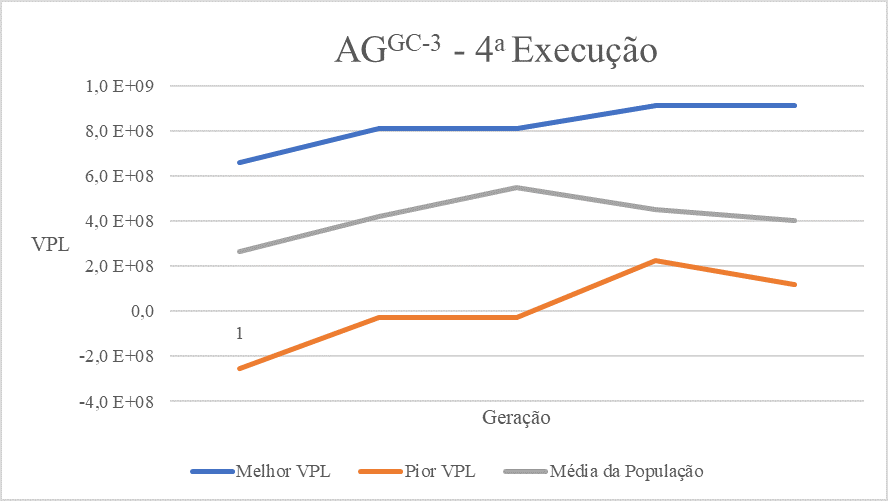 AGGC-3 - 4ª Execução
1,0 E+09
8,0 E+08
6,0 E+08
4,0 E+08
VPL
2,0 E+08
0,0
1
-2,0 E+08
-4,0 E+08
Geração
Melhor VPL Pior VPL Média da População